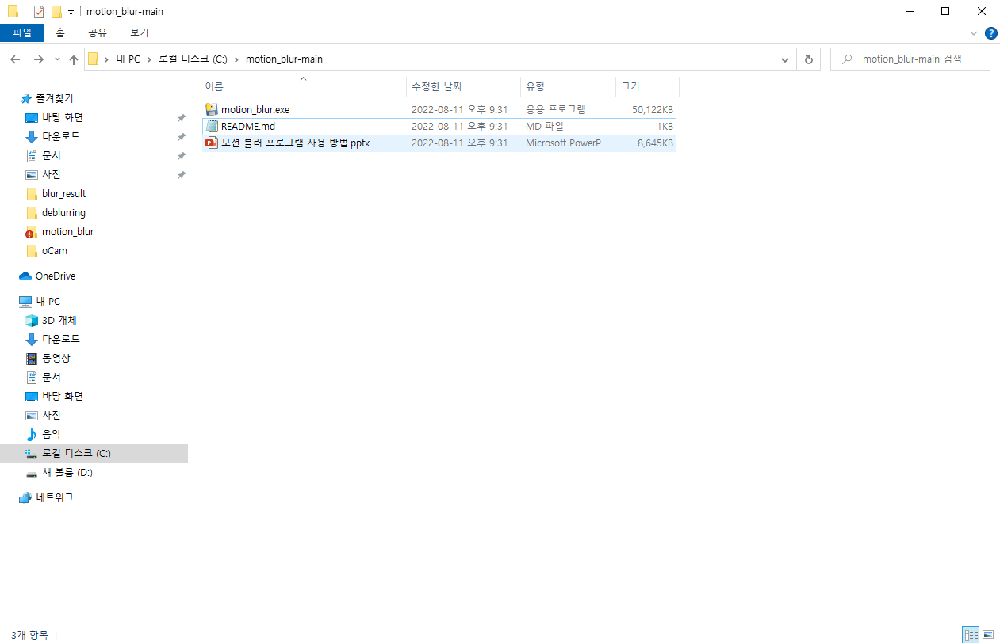 motion_blur-main
파일 홈 공유 보기
내 PC 로컬 디스크 (C:) motion_blur-main
motion_blur-main 검색
이름 수정한 날짜 유형 크기
motion_blur.exe 2022-08-11 오후 9:31 응용 프로그램 50,122KB
README.md 2022-08-11 오후 9:31 MD 파일 1KB
모션 블러 프로그램 사용 방법.pptx 2022-08-11 오후 9:31 Microsoft PowerP... 8,645KB
즐겨찾기
바탕 화면
다운로드
문서
사진
blur_result
deblurring
motion_blur
oCam
OneDrive
내 PC
3D 개체
다운로드
동영상
문서
바탕 화면
사진
음악
로컬 디스크 (C:)
새 볼륨 (D:)
네트워크
3개 항목